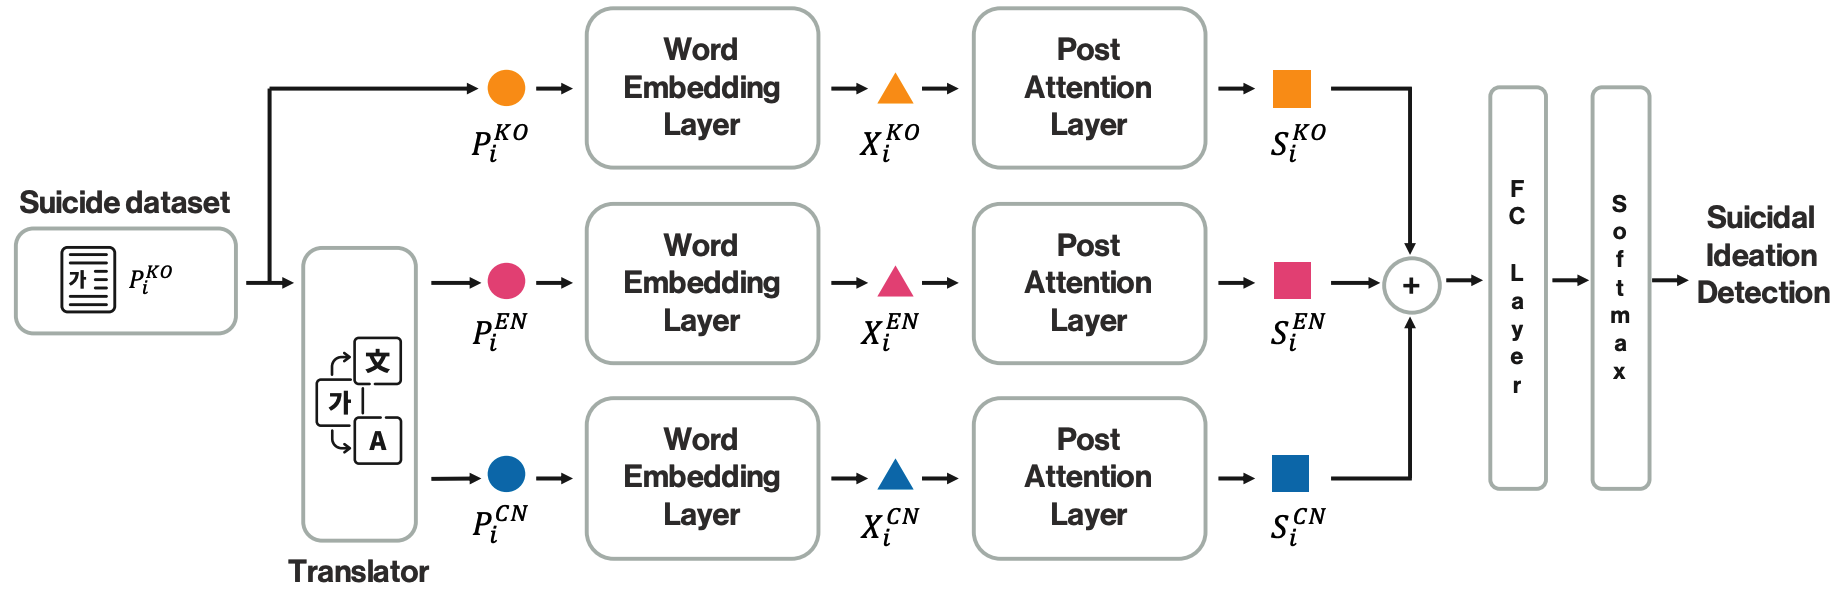 Suicide dataset
가
P_i^{KO}
Translator
文
가
A
P_i^{KO}
Word
Embedding
Layer
X_i^{KO}
Post
Attention
Layer
S_i^{KO}
P_i^{EN}
Word
Embedding
Layer
X_i^{EN}
Post
Attention
Layer
S_i^{EN}
P_i^{CN}
Word
Embedding
Layer
X_i^{CN}
Post
Attention
Layer
S_i^{CN}
+
FC Layer
Softmax
Suicidal
Ideation
Detection